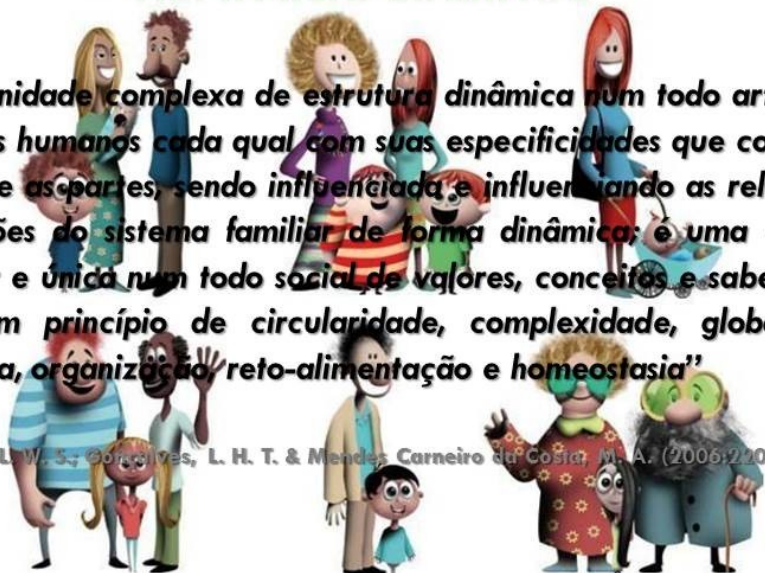 nidade complexa de estrutura dinâmica num todo art
s humanos cada qual com suas especificidades que co
e as partes, sendo influenciada e influenciando as rel
ões do sistema familiar de forma dinâmica; é uma
e única num todo social de valores, conceitos e sabe
m princípio de circularidade, complexidade, globa
a, organização, reto-alimentação e homeostasia”
L. W. S.; Gonçalves, L. H. T. & Mendes Carneiro da Costa, M. A. (2006:220